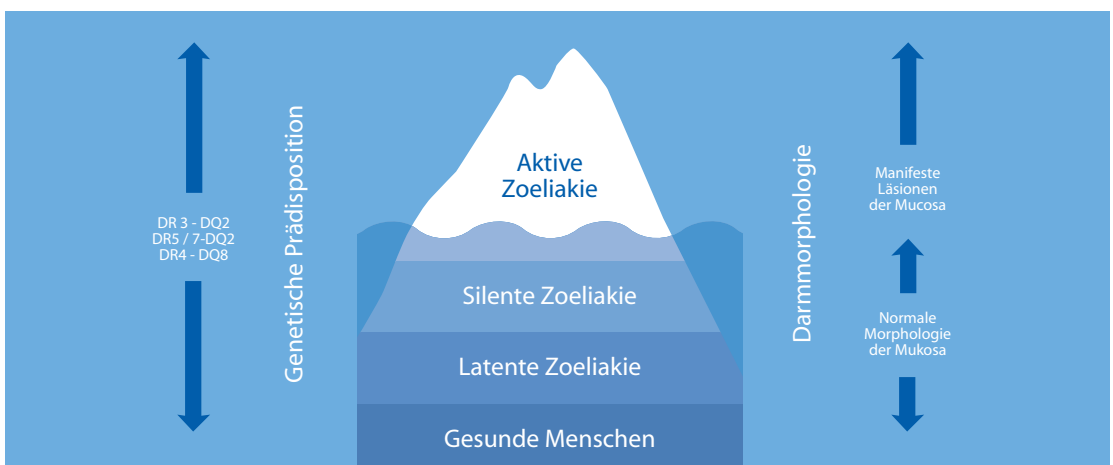 DR 3 - DQ2
DR5 / 7-DQ2
DR4 - DQ8
Genetische Prädisposition
Aktive
Zoeliakie
Silente Zoeliakie
Latente Zoeliakie
Gesunde Menschen
Darmmorphologie
Manifeste
Läsionen
der Mucosa
Normale
Morphologie
der Mukosa